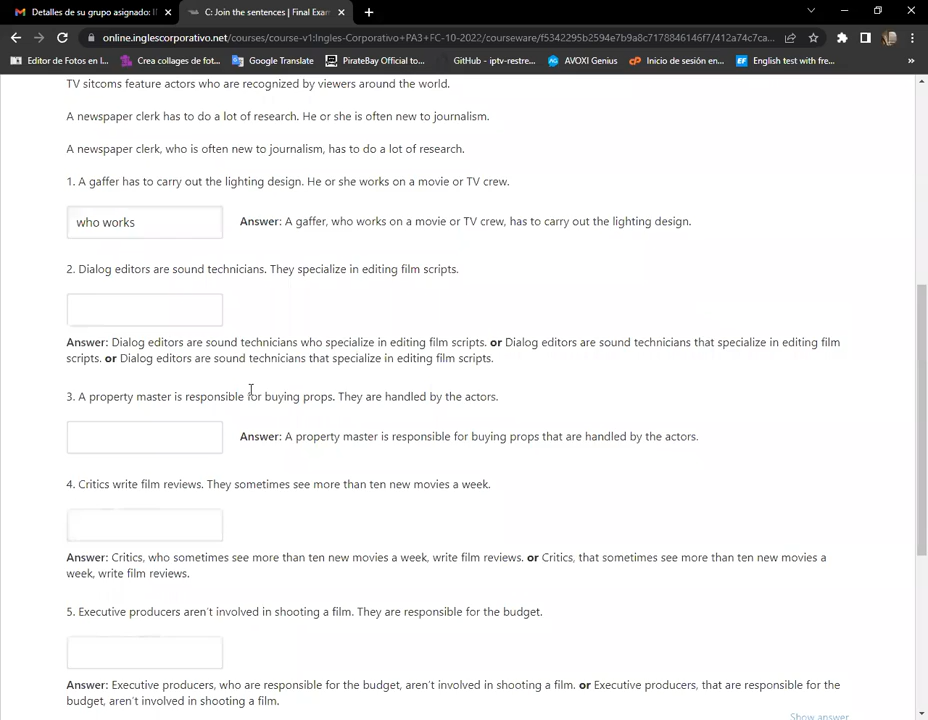 Detalles de su grupo asignado: I
C: Join the sentences | Final Exam
online.inglescorporativo.net/courses/course-v1:Ingles-Corporativo+PA3+FC-10-2022/courseware/f5342295b2594e7b9a8c7178846146f7/412a74c7ca...
Editor de Fotos en l...
Crea collages de fot...
Google Translate
PirateBay Official to...
GitHub - iptv-restre...
AVOXI Genius
Inicio de sesión en...
EF English test with fre...
TV sitcoms feature actors who are recognized by viewers around the world.
A newspaper clerk has to do a lot of research. He or she is often new to journalism.
A newspaper clerk, who is often new to journalism, has to do a lot of research.
1. A gaffer has to carry out the lighting design. He or she works on a movie or TV crew.
who works
Answer: A gaffer, who works on a movie or TV crew, has to carry out the lighting design.
2. Dialog editors are sound technicians. They specialize in editing film scripts.
Answer: Dialog editors are sound technicians who specialize in editing film scripts. or Dialog editors are sound technicians that specialize in editing film
scripts. or Dialog editors are sound technicians that specialize in editing film scripts.
3. A property master is responsible for buying props. They are handled by the actors.
Answer: A property master is responsible for buying props that are handled by the actors.
4. Critics write film reviews. They sometimes see more than ten new movies a week.
Answer: Critics, who sometimes see more than ten new movies a week, write film reviews. or Critics, that sometimes see more than ten new movies a
week, write film reviews.
5. Executive producers aren't involved in shooting a film. They are responsible for the budget.
Answer: Executive producers, who are responsible for the budget, aren't involved in shooting a film. or Executive producers, that are responsible for the
budget, aren't involved in shooting a film.
Show answer